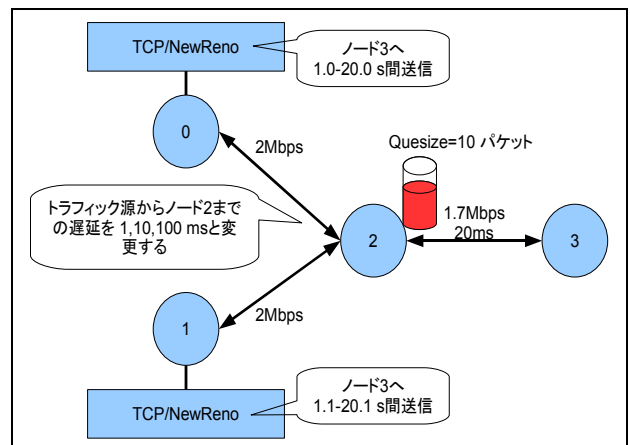 TCP/NewReno
ノード3へ
1.0-20.0 s間送信
0
2Mbps
Quesize=10 パケット
トラフィック源からノード2まで
の遅延を 1,10,100 msと変
更する
1.7Mbps
20ms
2
3
1
2Mbps
ノード3へ
1.1-20.1 s間送信
TCP/NewReno